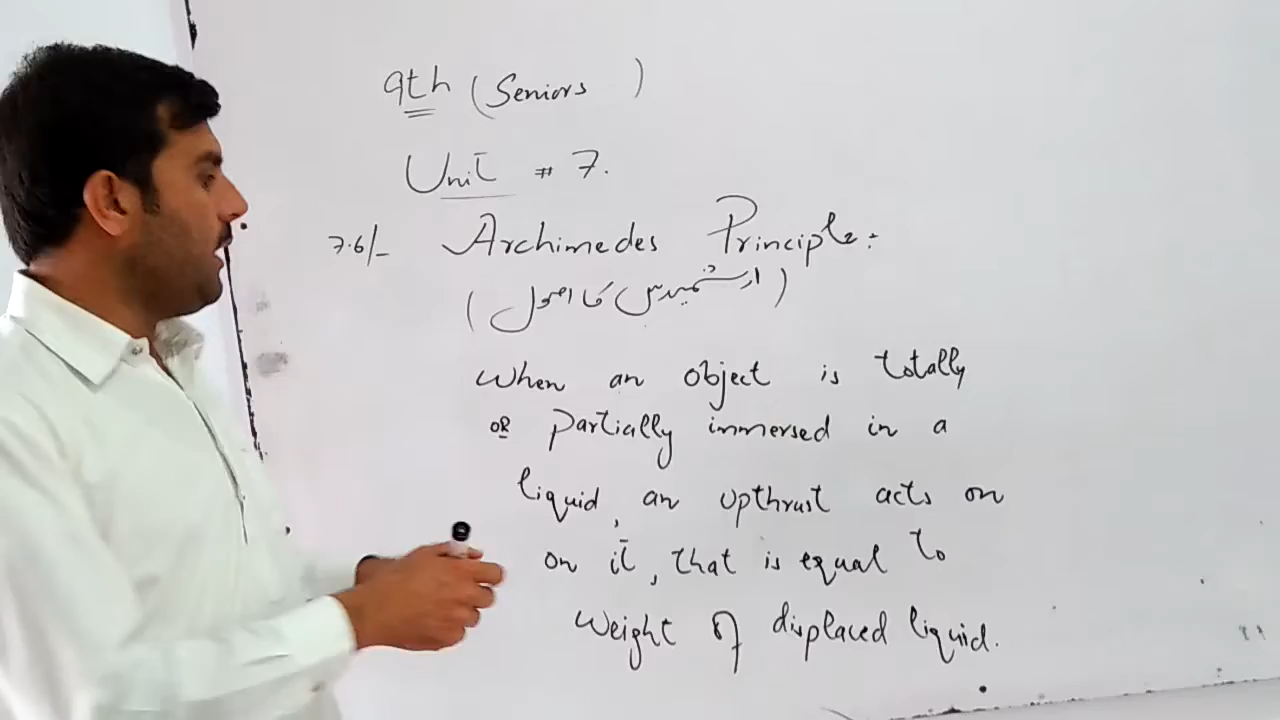 9th (Seniors )
Unit # 7.
7.6/- Archimedes Principle:
(ارشمیدس کا اصول)
When an object is totally
OR partially immersed in a
liquid, an upthrust acts on
on it, that is equal to
Weight of displaced liquid.